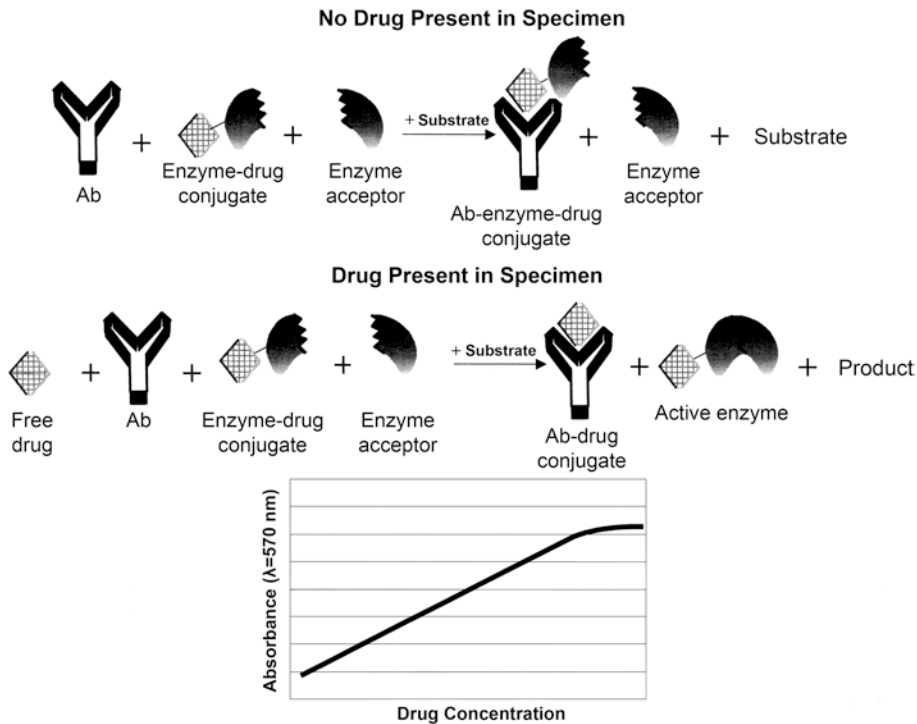 No Drug Present in Specimen
+ + + Substrate + + Substrate
Ab
Enzyme-drug
conjugate
Enzyme
acceptor
Ab-enzyme-drug
conjugate
Enzyme
acceptor
Drug Present in Specimen
+ + + + Substrate + + Product
Free
drug
Ab
Enzyme-drug
conjugate
Enzyme
acceptor
Ab-drug
conjugate
Active enzyme
Absorbance (λ=570 nm)
Drug Concentration